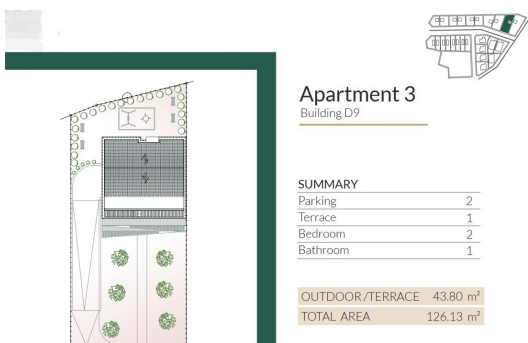 Apartment 3
Building D9
SUMMARY
Parking 2
Terrace 1
Bedroom 2
Bathroom 1
OUTDOOR/TERRACE 43.80 m²
TOTAL AREA 126.13 m²